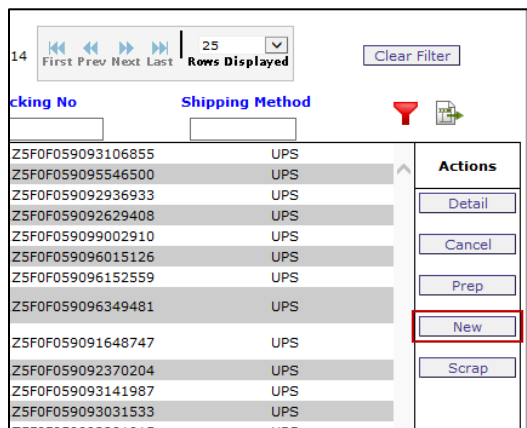 14 First Prev Next Last 25 Rows Displayed Clear Filter
cking No Shipping Method
Z5F0F059093106855 UPS
Actions
Z5F0F059095546500 UPS
Z5F0F059092936933 UPS
Detail
Z5F0F059092629408 UPS
Z5F0F059099002910 UPS
Cancel
Z5F0F059096015126 UPS
Z5F0F059096152559 UPS
Prep
Z5F0F059096349481 UPS
New
Z5F0F059091648747 UPS
Z5F0F059092370204 UPS
Scrap
Z5F0F059093141987 UPS
Z5F0F059093031533 UPS